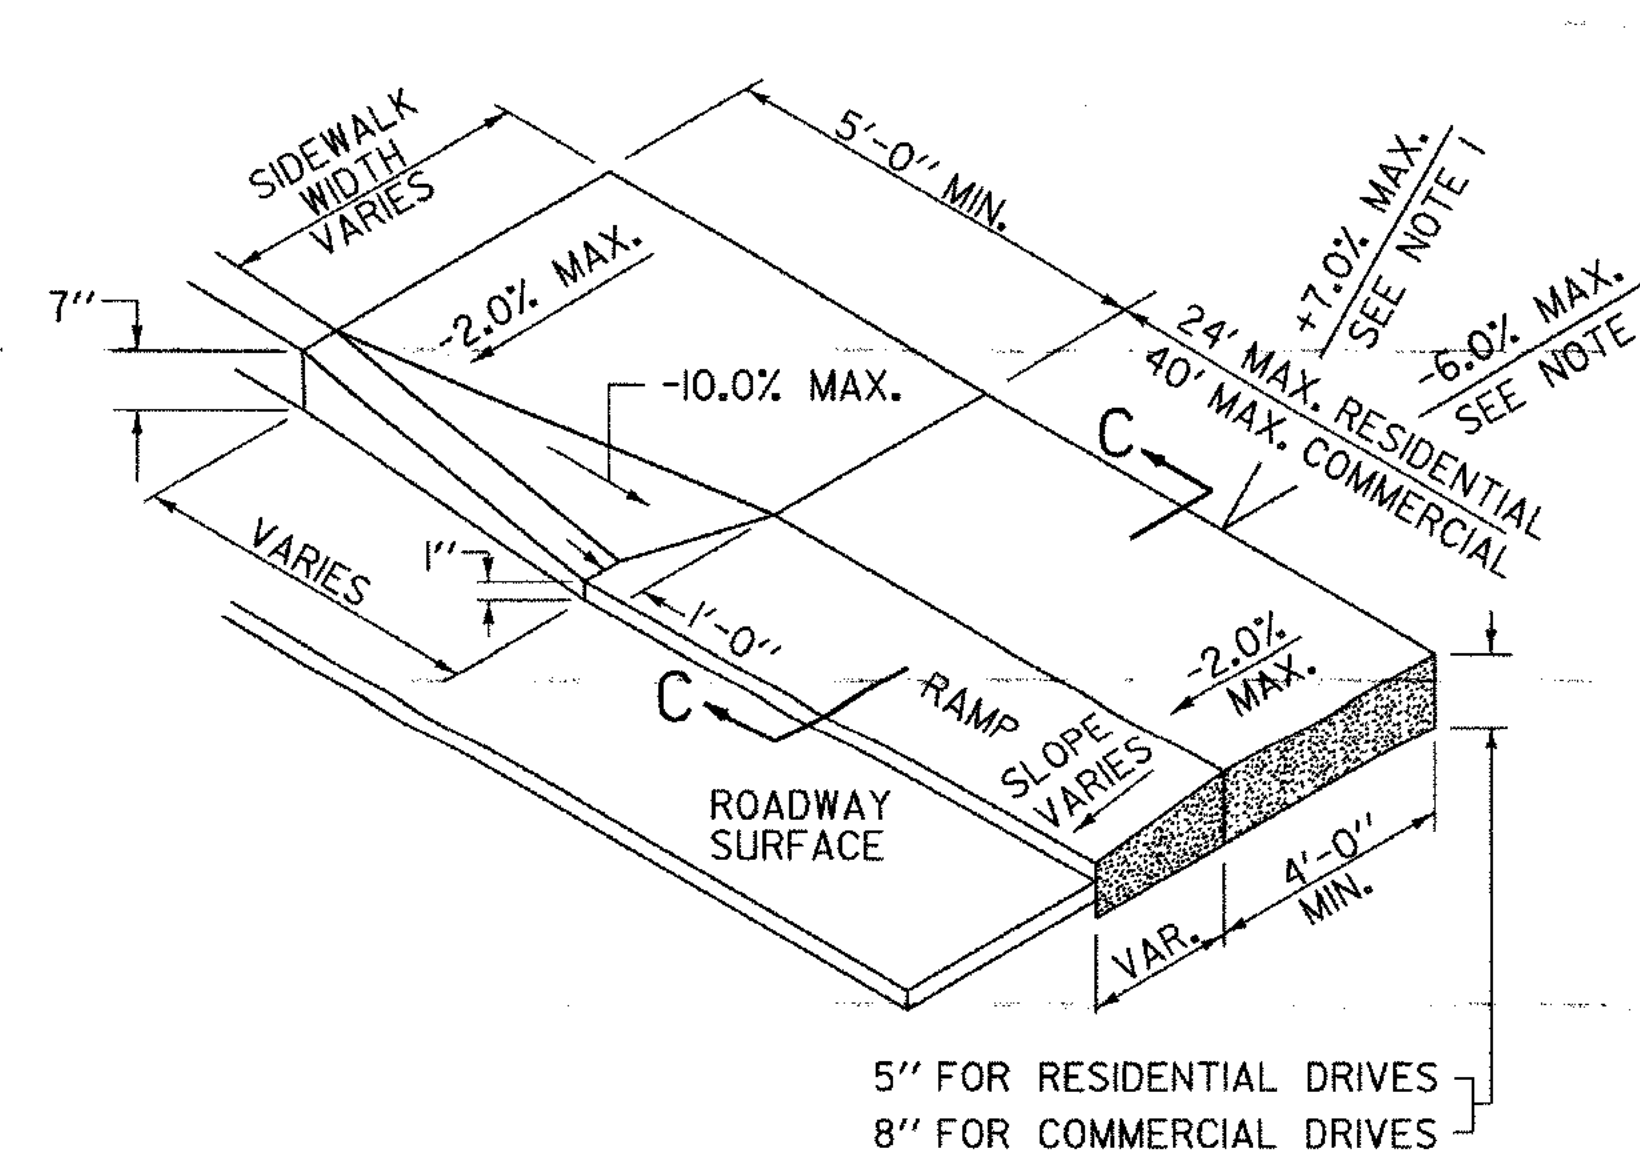 SIDEWALK
WIDTH
VARIES
5'-0" MIN.
+7.0% MAX.
SEE NOTE 1
-6.0% MAX.
SEE NOTE
24' MAX. RESIDENTIAL
40' MAX. COMMERCIAL
7"
-2.0% MAX.
-10.0% MAX.
C
VARIES
1"
1'-0"
C
RAMP
SLOPE
VARIES
-2.0%
MAX.
ROADWAY
SURFACE
VAR.
4'-0"
MIN.
5" FOR RESIDENTIAL DRIVES
8" FOR COMMERCIAL DRIVES